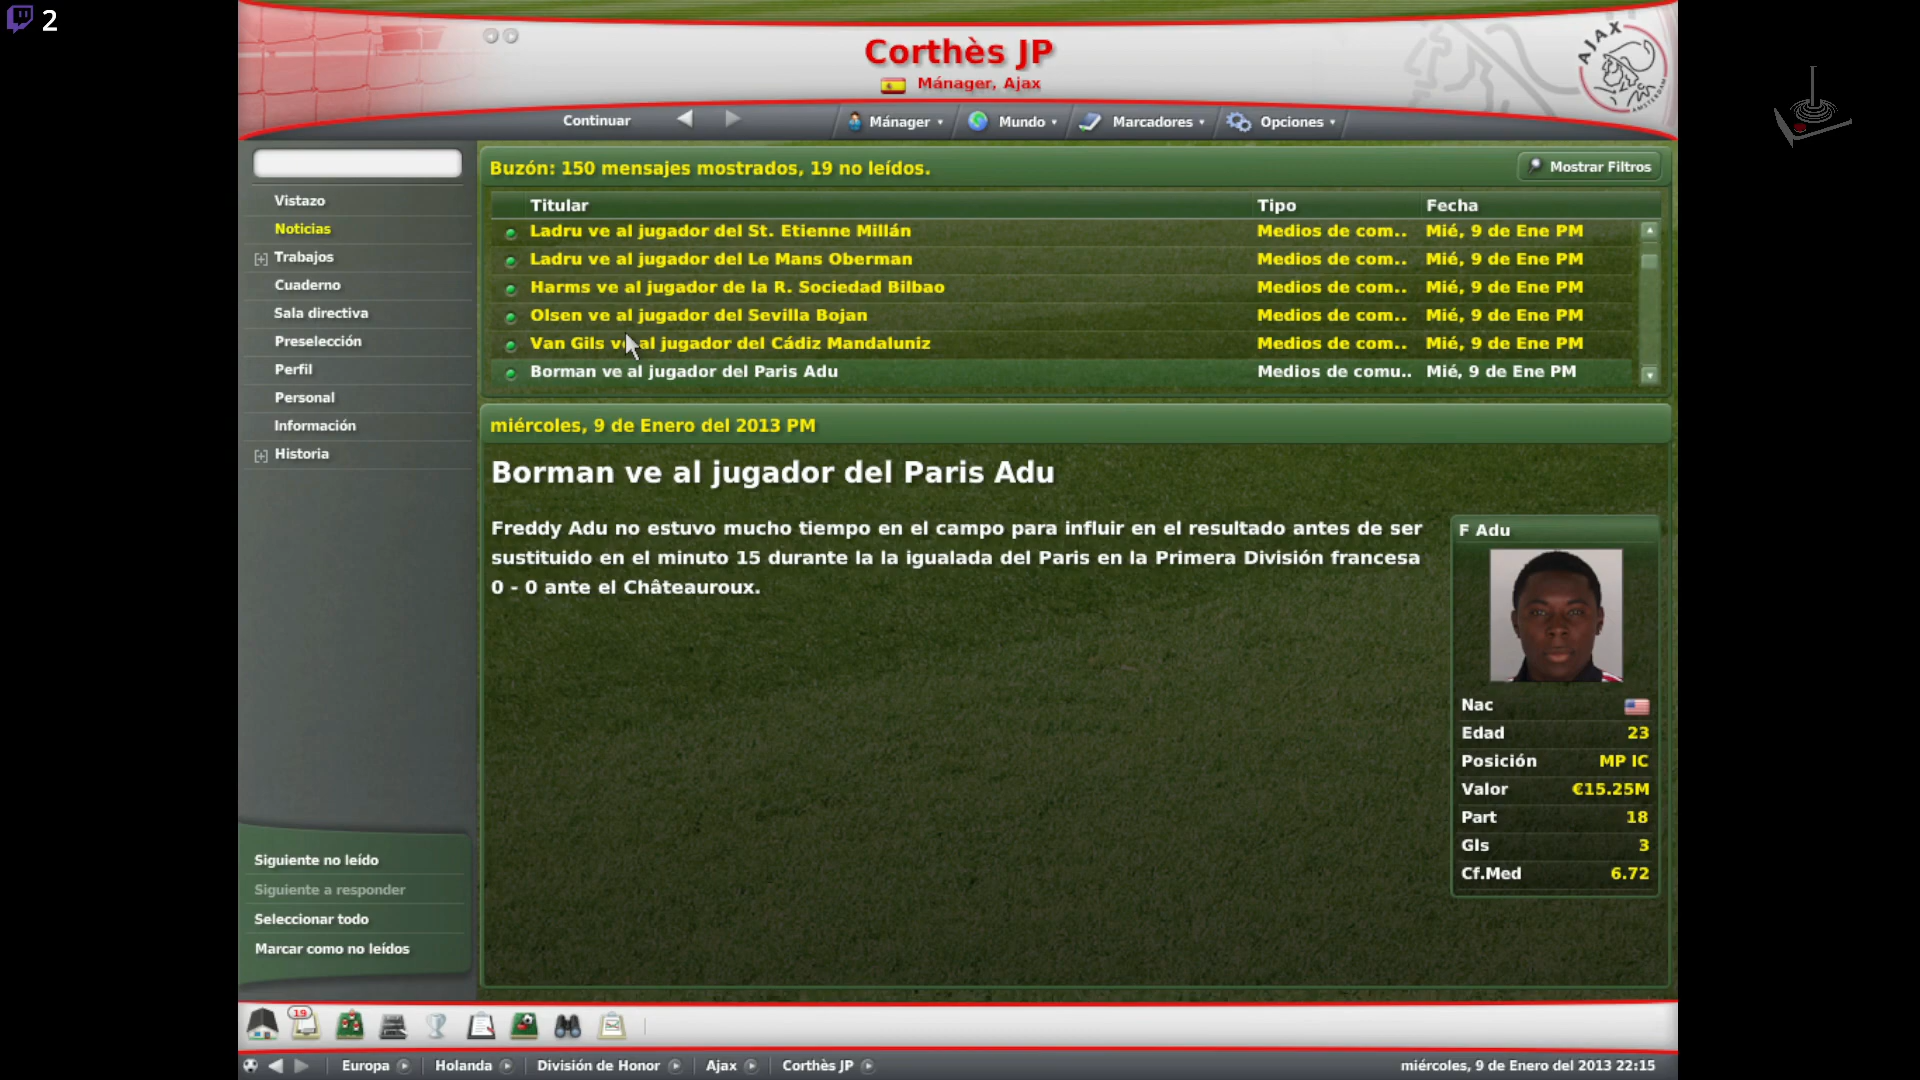 2
Corthès JP
Mánager, Ajax
AJAX
AMSTERDAM
Continuar
Mánager
Mundo
Marcadores
Opciones
Vistazo
Noticias
Trabajos
Cuaderno
Sala directiva
Preselección
Perfil
Personal
Información
Historia
Buzón: 150 mensajes mostrados, 19 no leídos.
Mostrar Filtros
Titular Tipo Fecha
Ladru ve al jugador del St. Etienne Millán Medios de com.. Mié, 9 de Ene PM
Ladru ve al jugador del Le Mans Oberman Medios de com.. Mié, 9 de Ene PM
Harms ve al jugador de la R. Sociedad Bilbao Medios de com.. Mié, 9 de Ene PM
Olsen ve al jugador del Sevilla Bojan Medios de com.. Mié, 9 de Ene PM
Van Gils ve al jugador del Cádiz Mandaluniz Medios de com.. Mié, 9 de Ene PM
Borman ve al jugador del Paris Adu Medios de comu.. Mié, 9 de Ene PM
miércoles, 9 de Enero del 2013 PM
Borman ve al jugador del Paris Adu
Freddy Adu no estuvo mucho tiempo en el campo para influir en el resultado antes de ser
sustituido en el minuto 15 durante la la igualada del Paris en la Primera División francesa
0 - 0 ante el Châteauroux.
F Adu
Nac
Edad 23
Posición MP IC
Valor €15.25M
Part 18
Gls 3
Cf.Med 6.72
Siguiente no leído
Siguiente a responder
Seleccionar todo
Marcar como no leídos
19
Europa
Holanda
División de Honor
Ajax
Corthès JP
miércoles, 9 de Enero del 2013 22:15